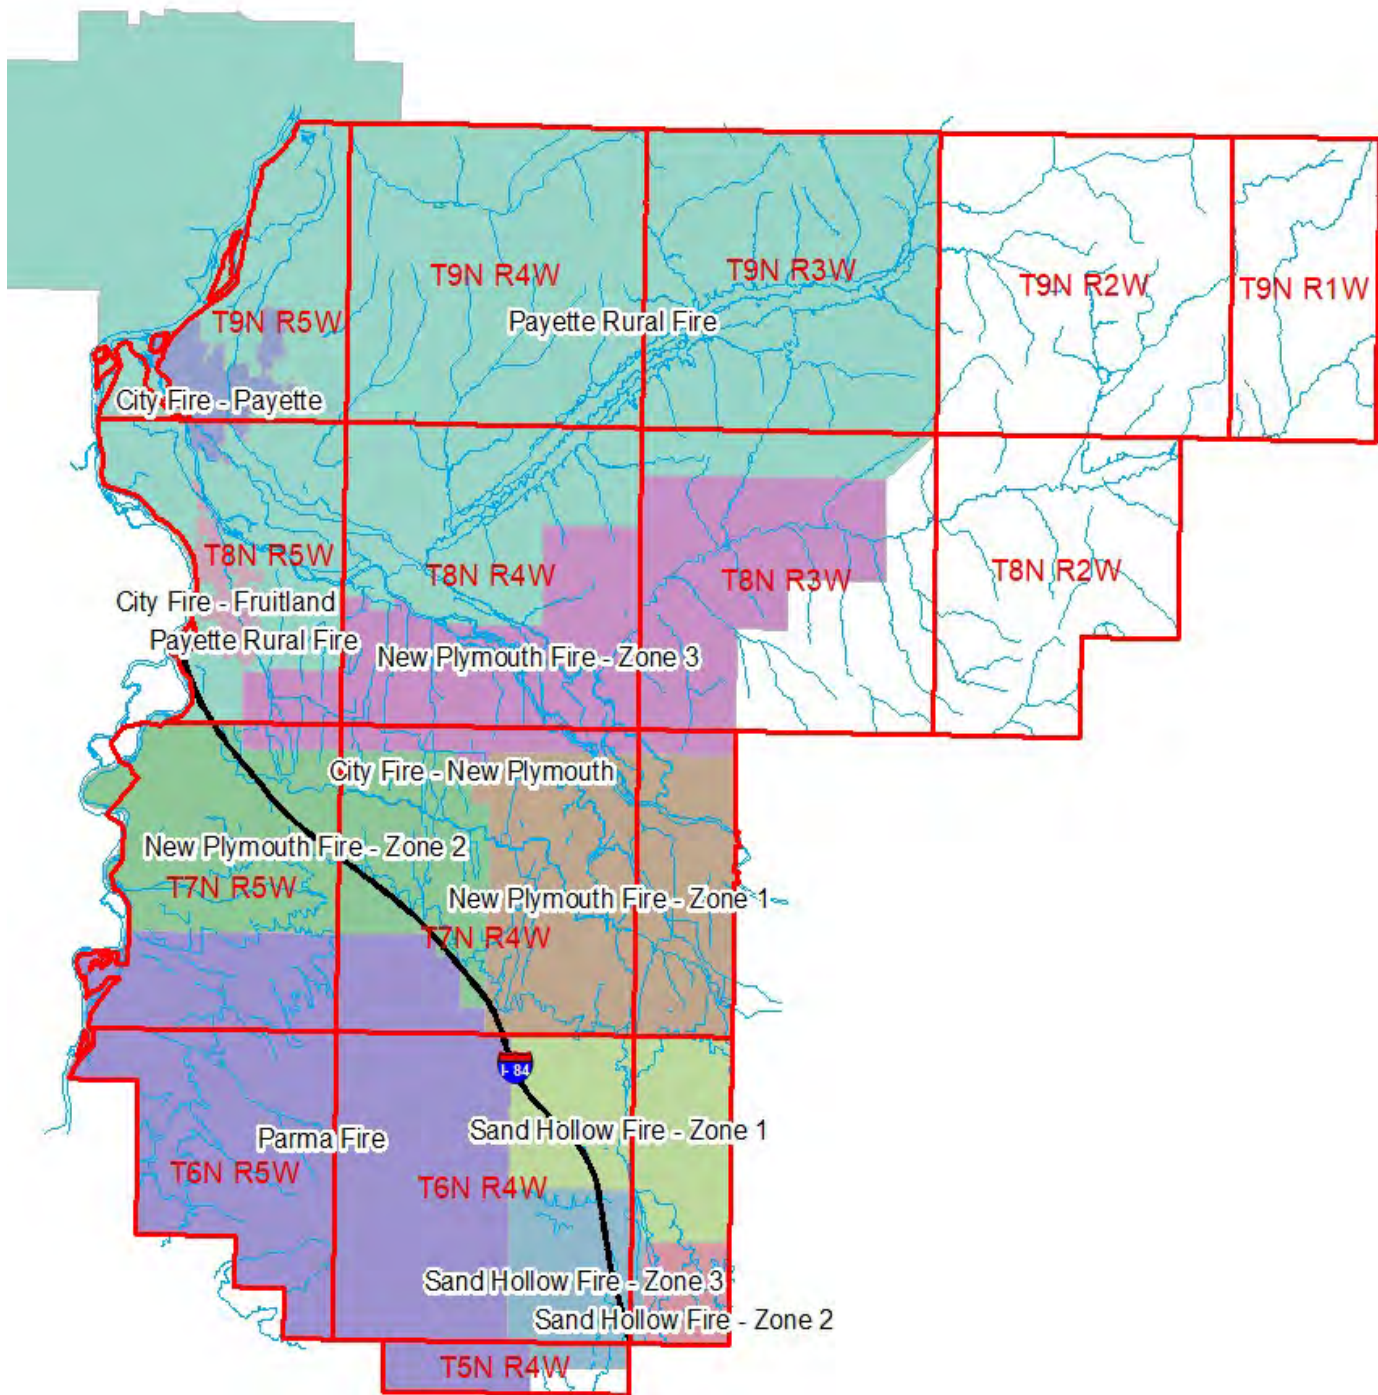 T9N R4W
T9N R3W
T9N R2W
T9N R1W
T9N R5W
Payette Rural Fire
City Fire - Payette
T8N R5W
T8N R4W
T8N R3W
T8N R2W
City Fire - Fruitland
Payette Rural Fire
New Plymouth Fire - Zone 3
City Fire - New Plymouth
New Plymouth Fire - Zone 2
T7N R5W
New Plymouth Fire - Zone 1
T7N R4W
I-84
Sand Hollow Fire - Zone 1
Parma Fire
T6N R5W
T6N R4W
Sand Hollow Fire - Zone 3
Sand Hollow Fire - Zone 2
T5N R4W